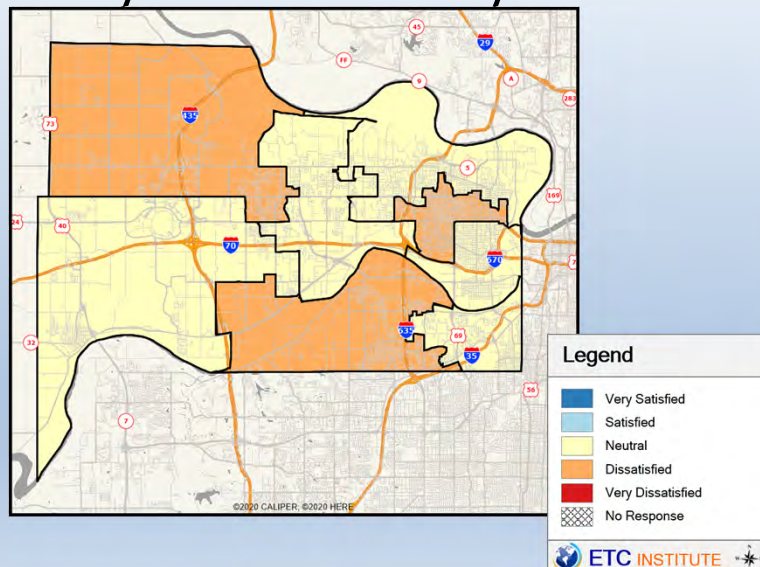 45
29
FF
9
A
283
73
435
5
169
24
40
70
670
32
635
69
35
56
7
©2020 CALIPER; ©2020 HERE
Legend
Very Satisfied
Satisfied
Neutral
Dissatisfied
Very Dissatisfied
No Response
ETC INSTITUTE